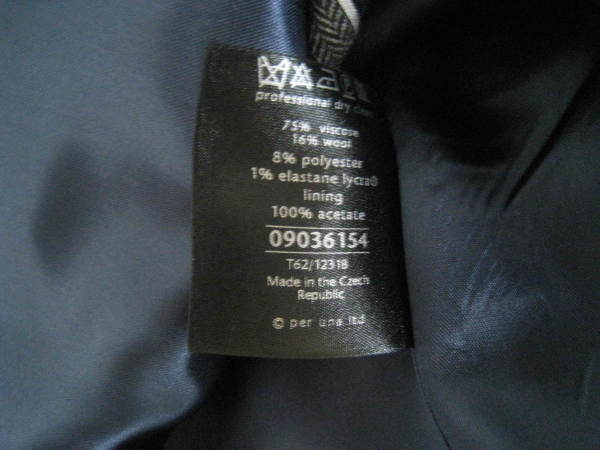 professional dry clean
75% viscose
16% wool
8% polyester
1% elastane lycra®
lining
100% acetate
09036154
T62/1231B
Made in the Czech
Republic
© per una ltd